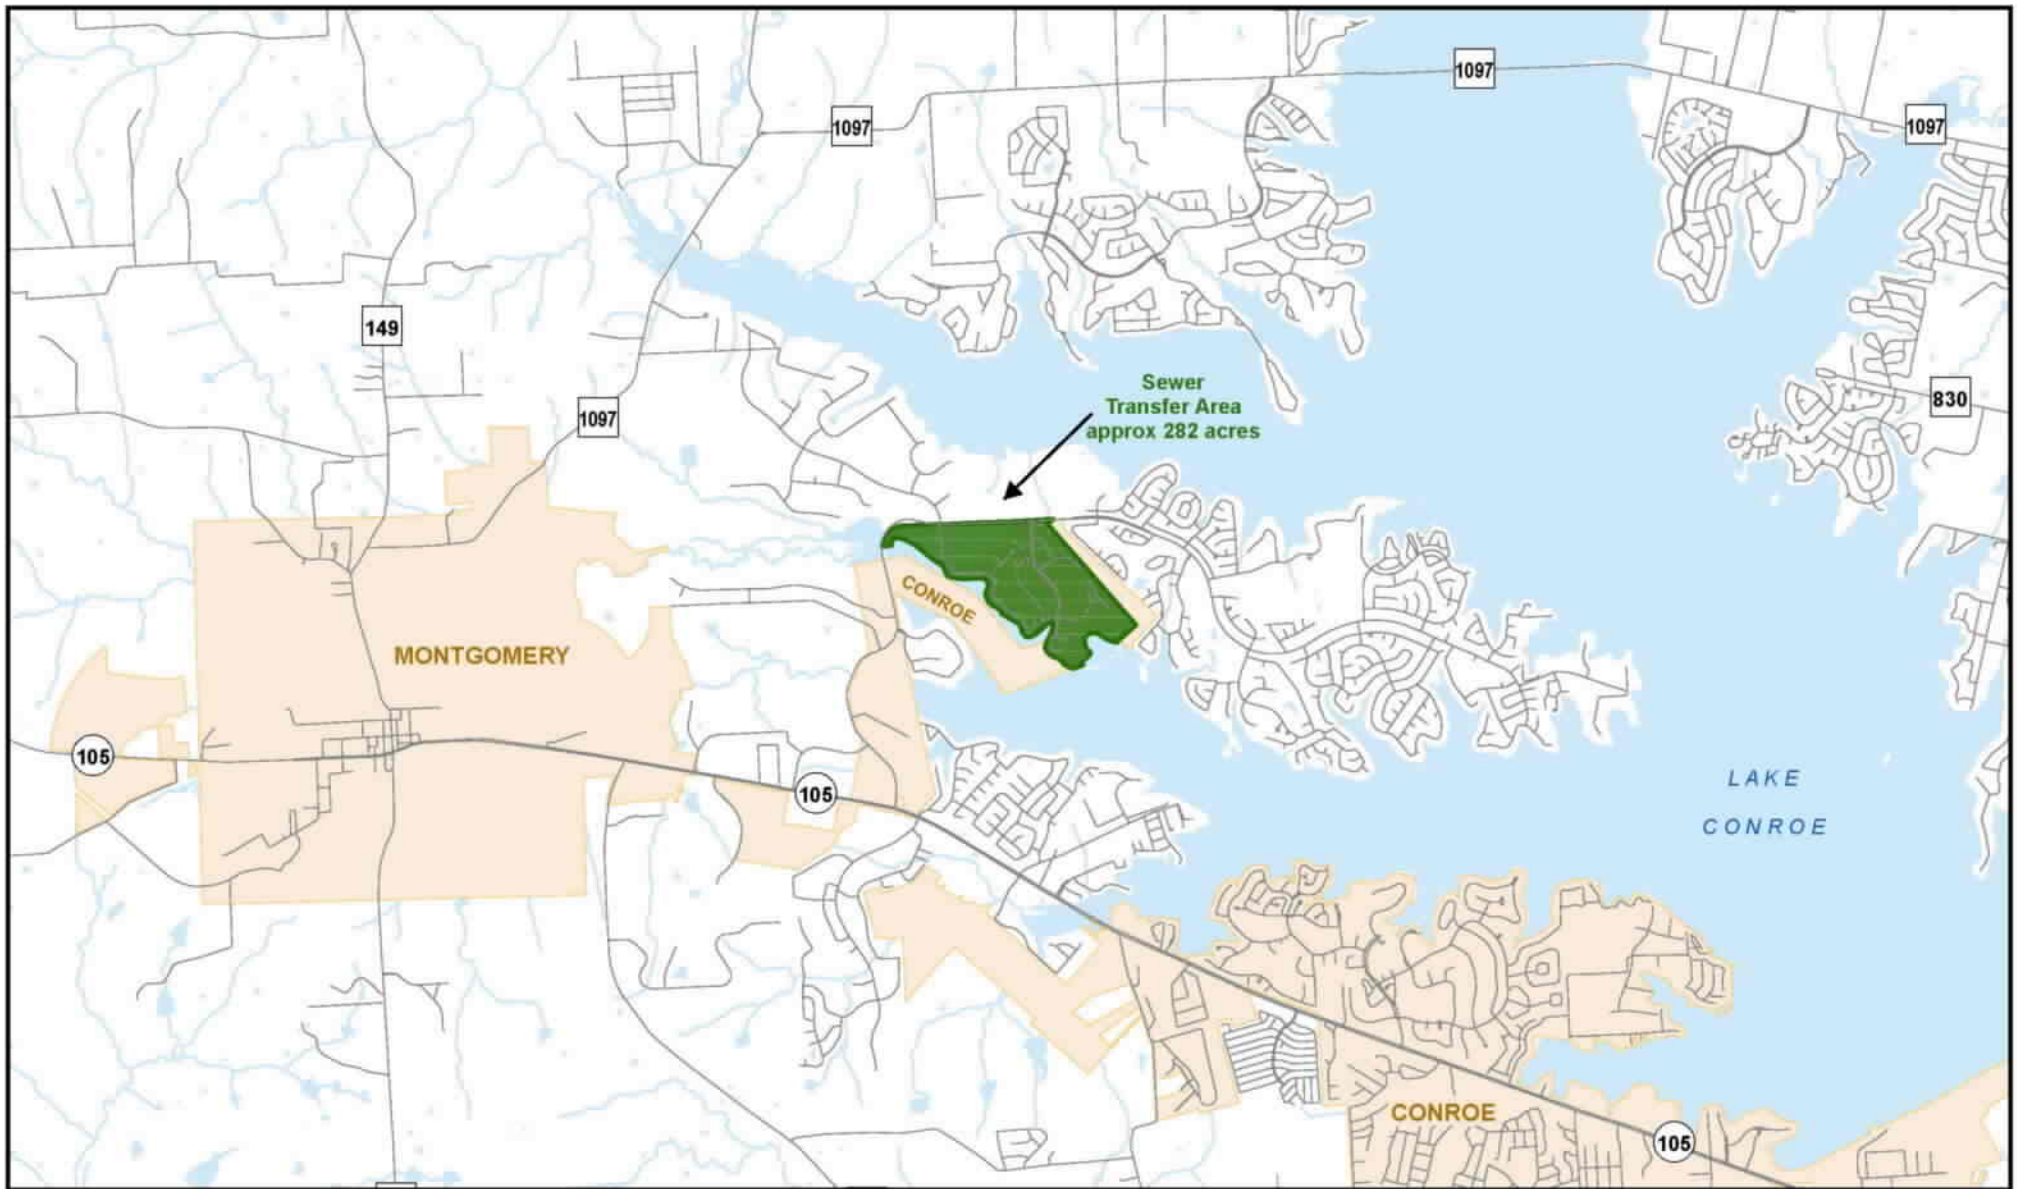 1097
1097
1097
149
Sewer
Transfer Area
approx 282 acres
830
1097
CONROE
MONTGOMERY
105
105
LAKE
CONROE
CONROE
105